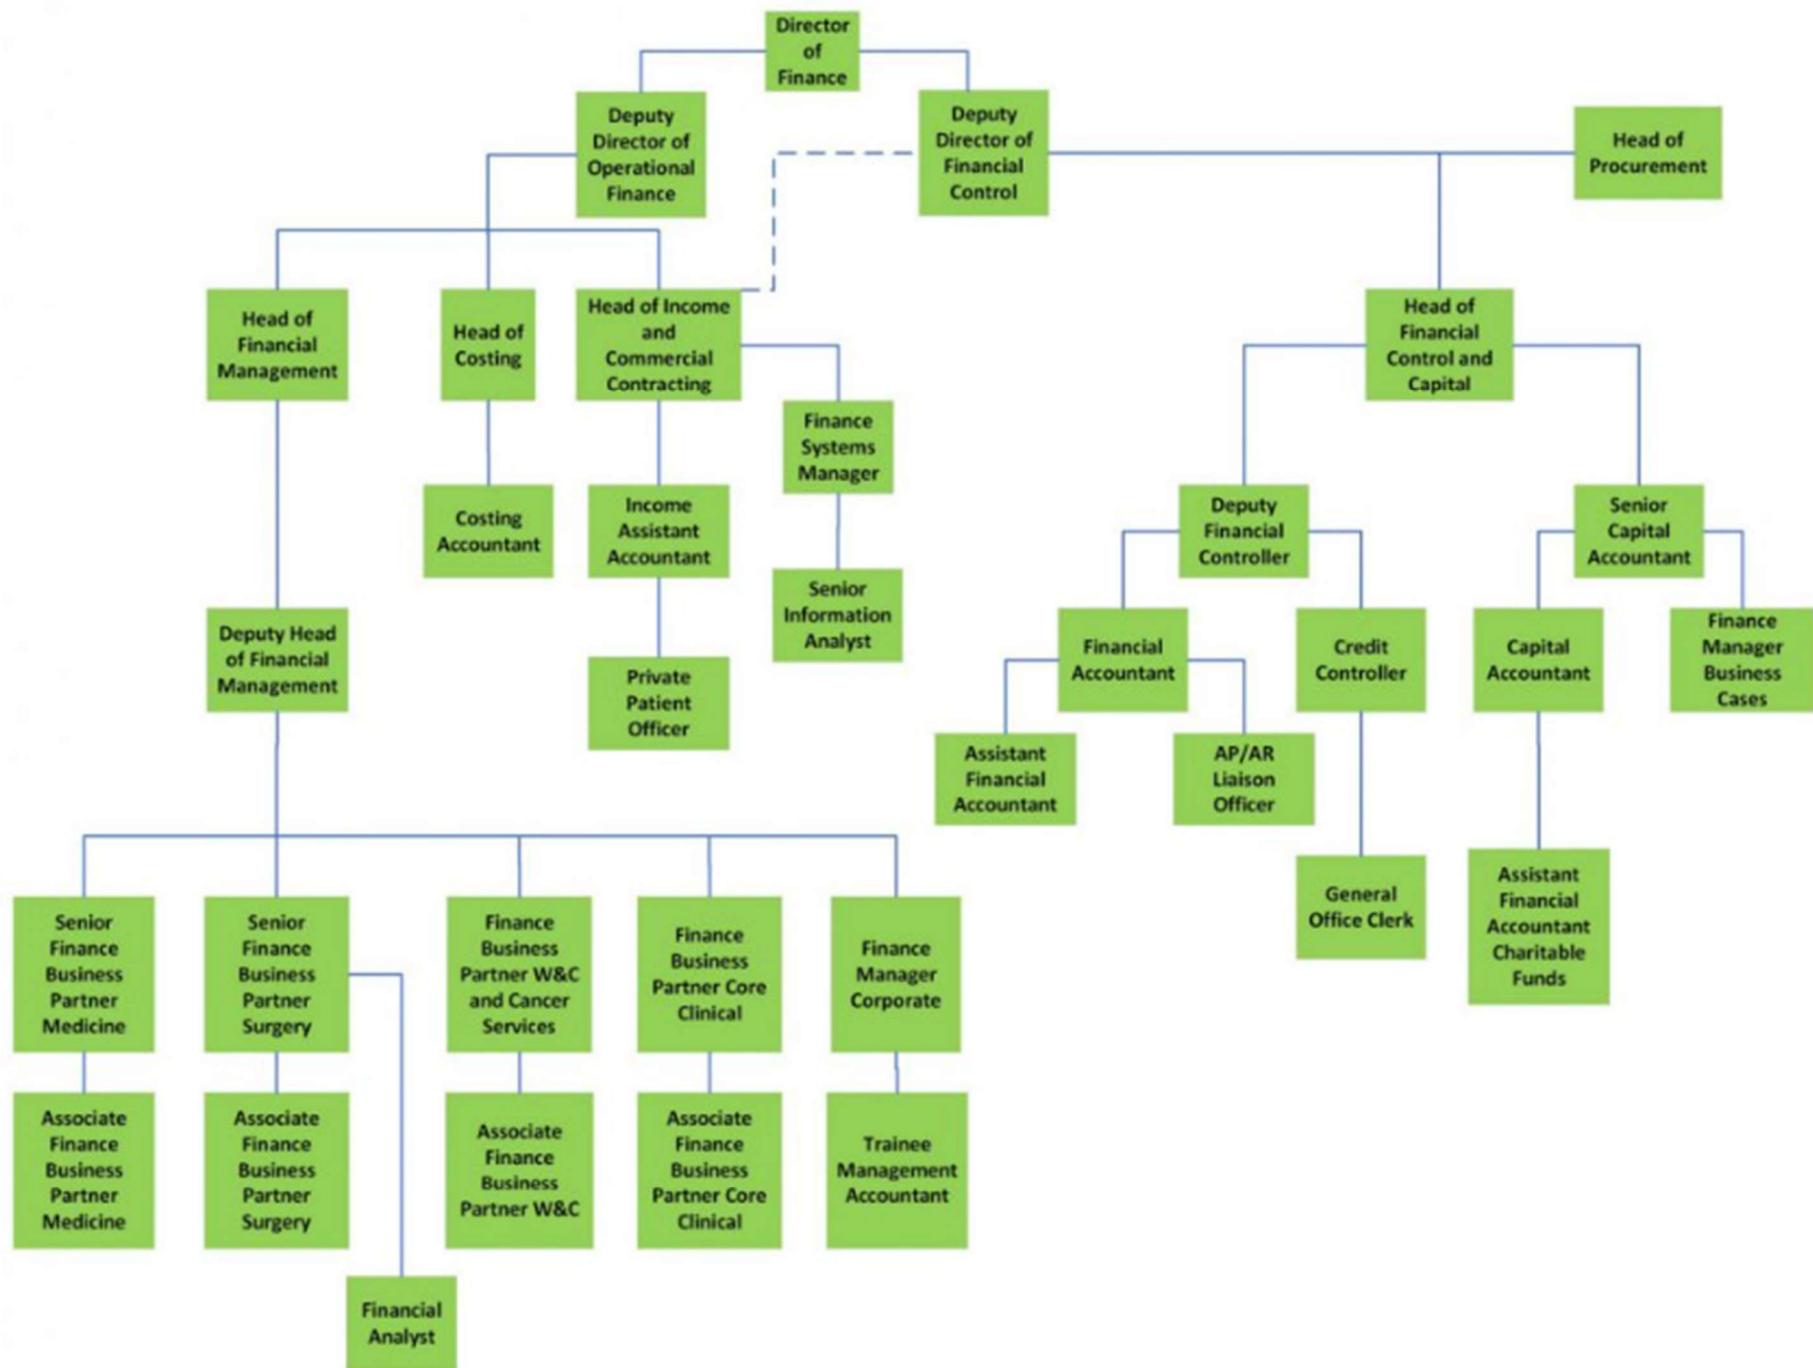 Director
of
Finance
Deputy
Director of
Operational
Finance
Deputy
Director of
Financial
Control
Head of
Procurement
Head of
Financial
Management
Head of
Costing
Head of Income
and
Commercial
Contracting
Head of
Financial
Control and
Capital
Finance
Systems
Manager
Costing
Accountant
Income
Assistant
Accountant
Deputy
Financial
Controller
Senior
Capital
Accountant
Senior
Information
Analyst
Deputy Head
of Financial
Management
Private
Patient
Officer
Financial
Accountant
Credit
Controller
Capital
Accountant
Finance
Manager
Business
Cases
Assistant
Financial
Accountant
AP/AR
Liaison
Officer
General
Office Clerk
Assistant
Financial
Accountant
Charitable
Funds
Senior
Finance
Business
Partner
Medicine
Senior
Finance
Business
Partner
Surgery
Finance
Business
Partner W&C
and Cancer
Services
Finance
Business
Partner Core
Clinical
Finance
Manager
Corporate
Associate
Finance
Business
Partner
Medicine
Associate
Finance
Business
Partner
Surgery
Associate
Finance
Business
Partner W&C
Associate
Finance
Business
Partner Core
Clinical
Trainee
Management
Accountant
Financial
Analyst